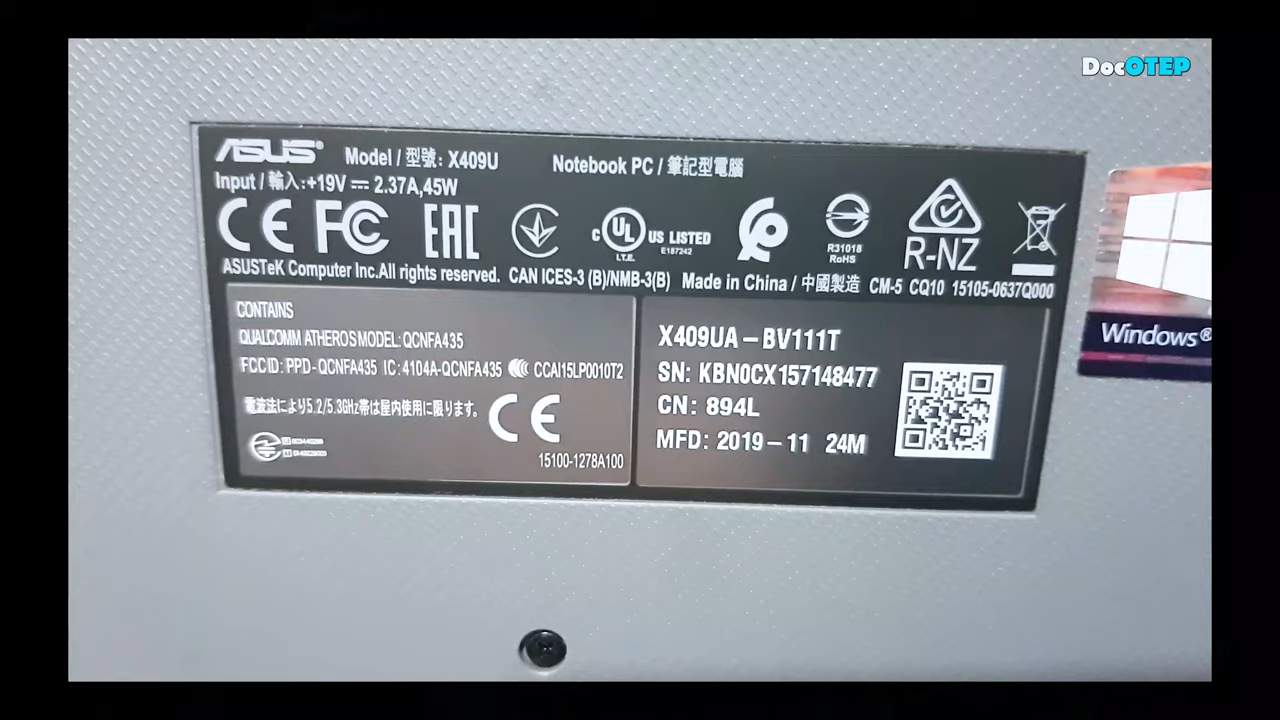 DocOTEP
ASUS® Model / 型號: X409U Notebook PC / 筆記型電腦
Input / 輸入:+19V ⎓ 2.37A,45W
CE FC EAC c UL US LISTED
I.T.E. E187242
R31018
RoHS
R-NZ
ASUSTeK Computer Inc.All rights reserved. CAN ICES-3 (B)/NMB-3(B) Made in China / 中國製造 CM-5 CQ10 15105-0637Q000
CONTAINS
QUALCOMM ATHEROS MODEL: QCNFA435
FCC ID: PPD-QCNFA435 IC: 4104A-QCNFA435 CCAI15LP0010T2
電波法により5.2/5.3GHz帯は屋内使用に限ります。 CE
15100-1278A100
X409UA-BV111T
SN: KBN0CX157148477
CN: 894L
MFD: 2019-11 24M
Windows®